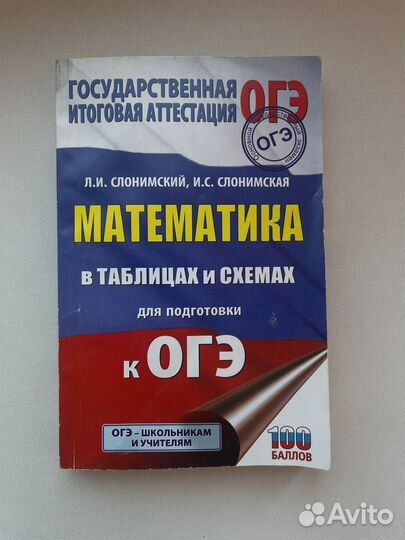 ГОСУДАРСТВЕННАЯ
ИТОГОВАЯ АТТЕСТАЦИЯ
ОГЭ
ОГЭ
Л.И. СЛОНИМСКИЙ, И.С. СЛОНИМСКАЯ
МАТЕМАТИКА
в ТАБЛИЦАХ и СХЕМАХ
для подготовки
к ОГЭ
ОГЭ – ШКОЛЬНИКАМ
И УЧИТЕЛЯМ
100
БАЛЛОВ
Avito